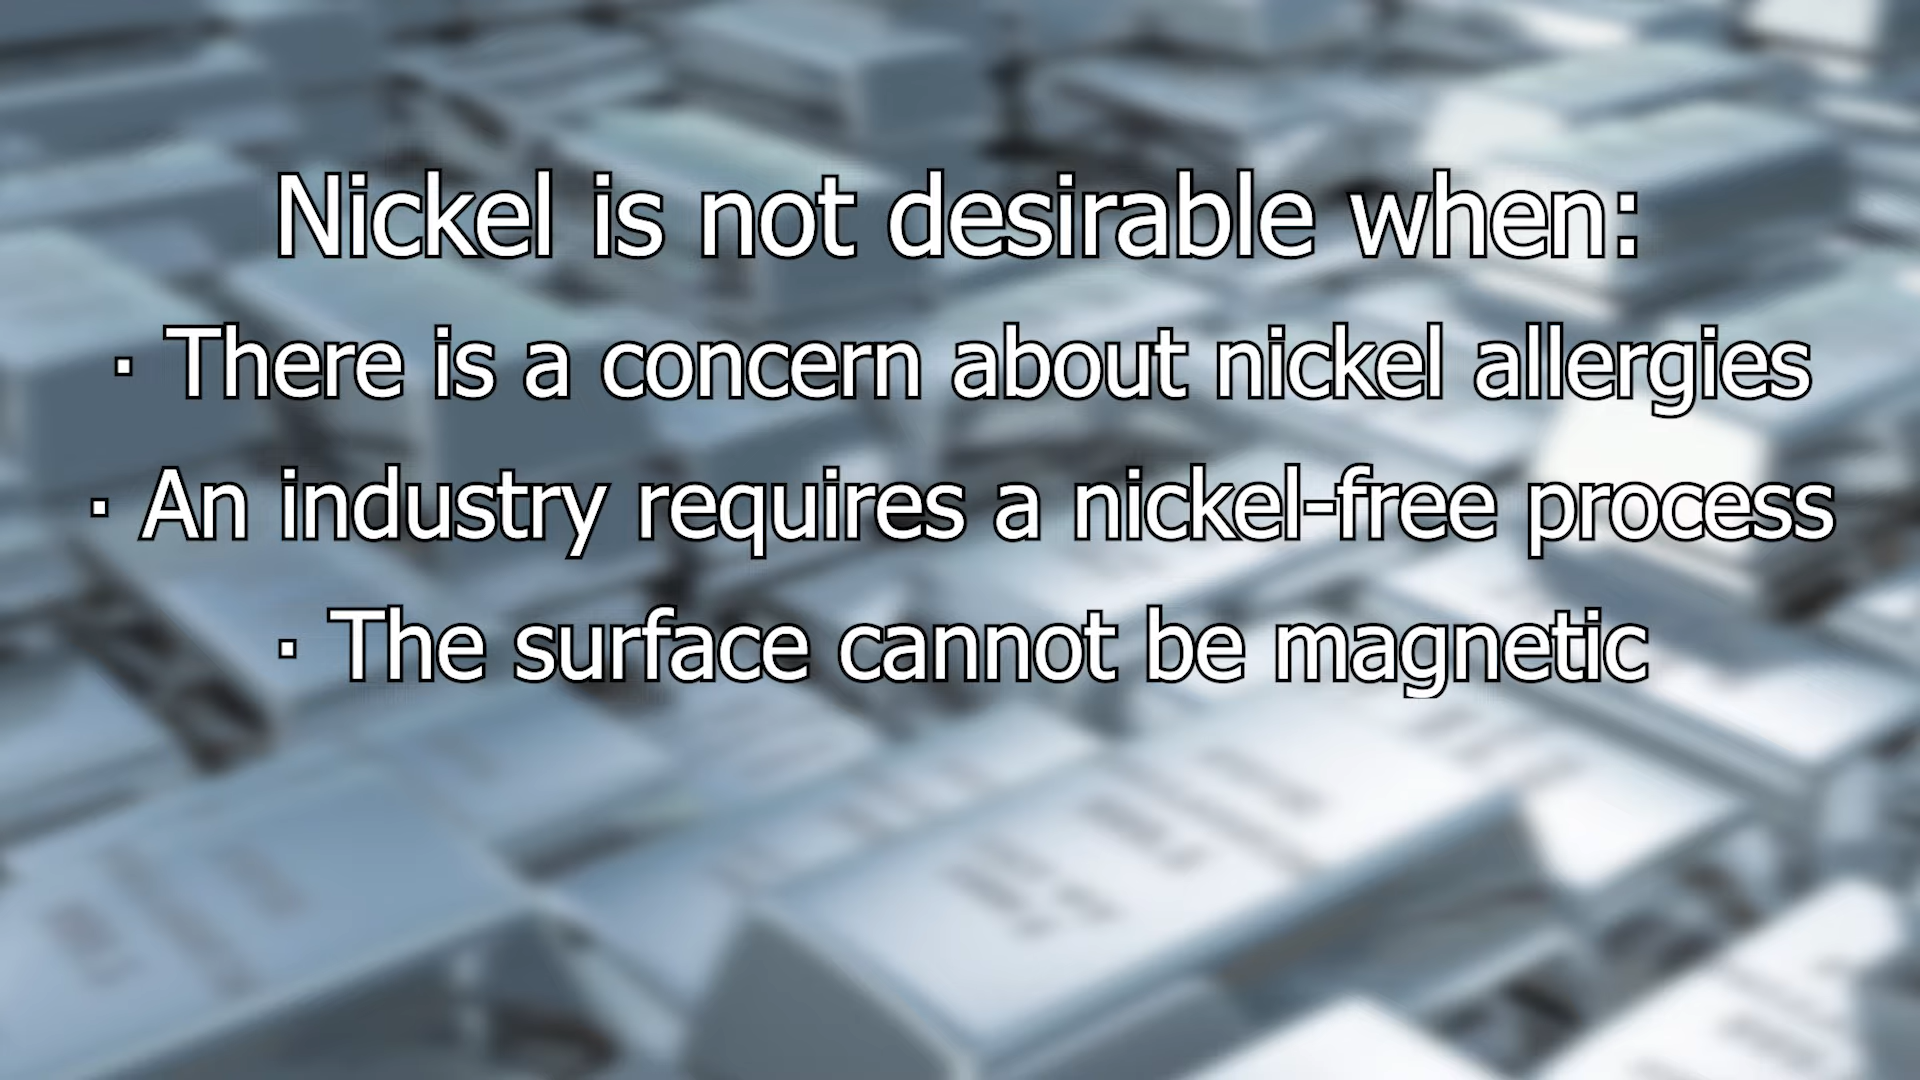 Nickel is not desirable when:
· There is a concern about nickel allergies
· An industry requires a nickel-free process
· The surface cannot be magnetic